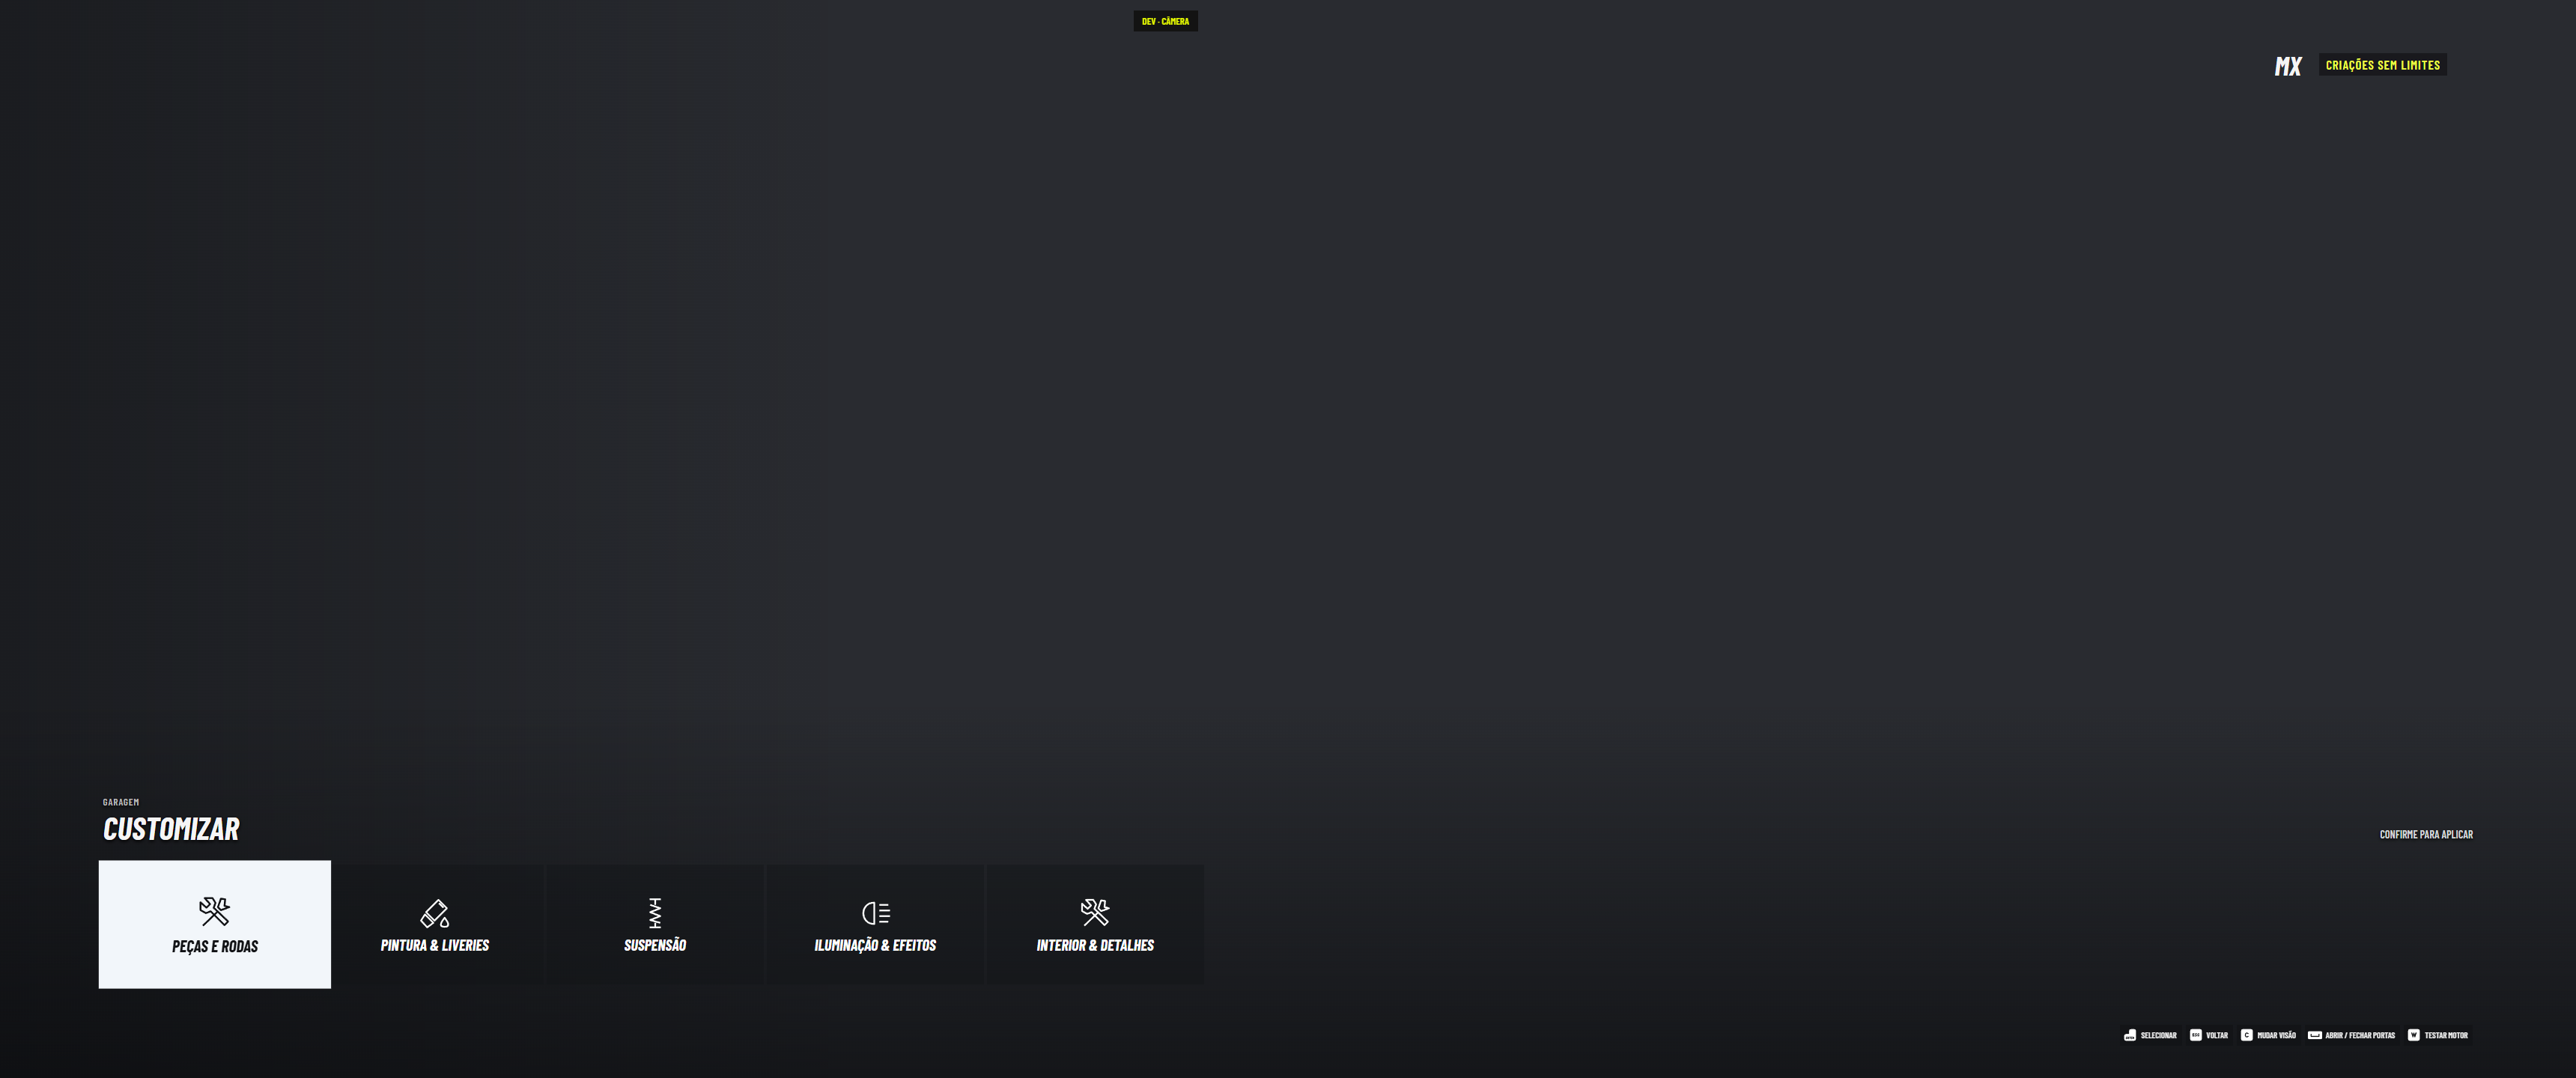 DEV - CÂMERA
MX CRIAÇÕES SEM LIMITES
GARAGEM
CUSTOMIZAR
CONFIRME PARA APLICAR
PEÇAS E RODAS
PINTURA & LIVERIES
SUSPENSÃO
ILUMINAÇÃO & EFEITOS
INTERIOR & DETALHES
SELECIONAR ESC VOLTAR C MUDAR VISÃO ABRIR / FECHAR PORTAS W TESTAR MOTOR